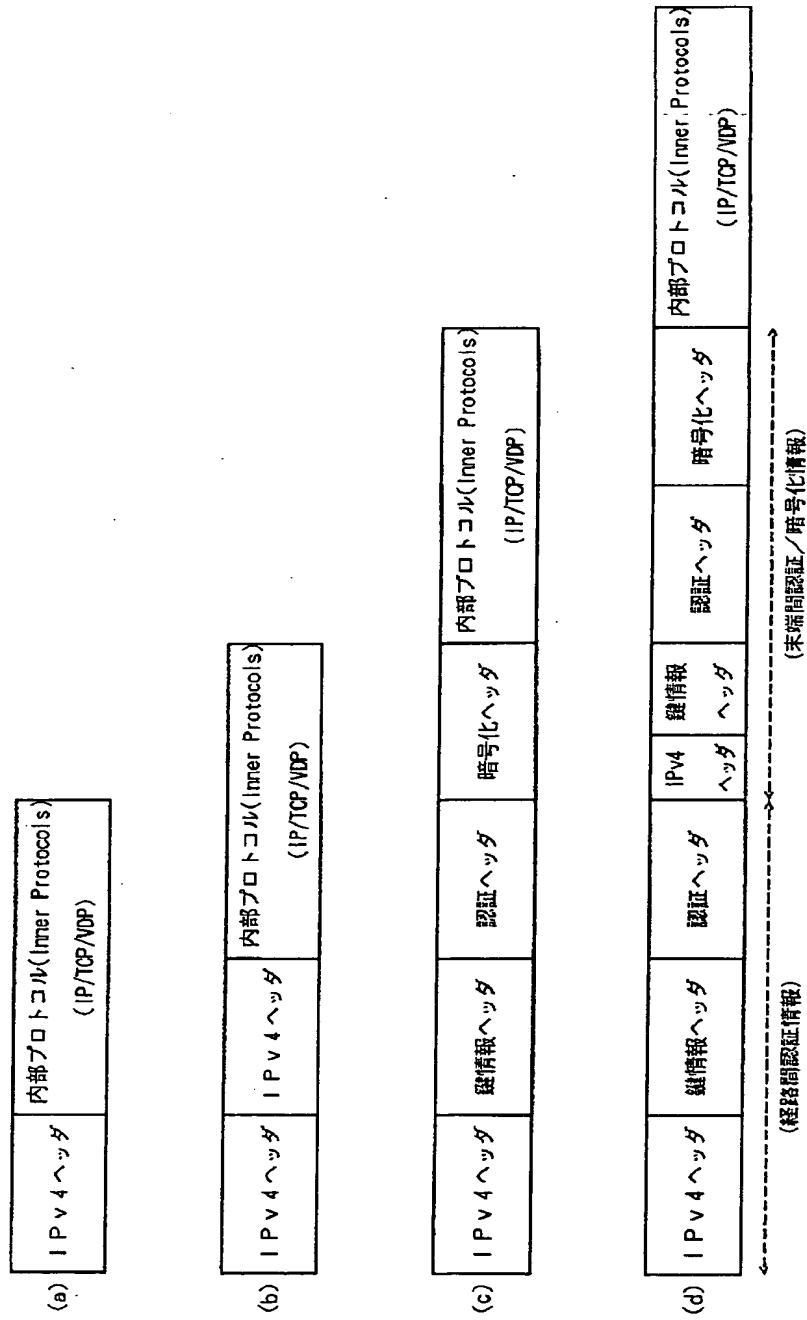 (a)
IPv4ヘッダ
内部プロトコル(Inner Protocols)
(IP/TCP/VDP)
(b)
IPv4ヘッダ
IPv4ヘッダ
内部プロトコル(Inner Protocols)
(IP/TCP/VDP)
(c)
IPv4ヘッダ
鍵情報ヘッダ
認証ヘッダ
暗号化ヘッダ
内部プロトコル(Inner Protocols)
(IP/TCP/VDP)
(d)
IPv4ヘッダ
鍵情報ヘッダ
認証ヘッダ
IPv4
ヘッダ
鍵情報
ヘッダ
認証ヘッダ
暗号化ヘッダ
内部プロトコル(Inner Protocols)
(IP/TCP/VDP)
(経路間認証情報)
(末端間認証/暗号化情報)